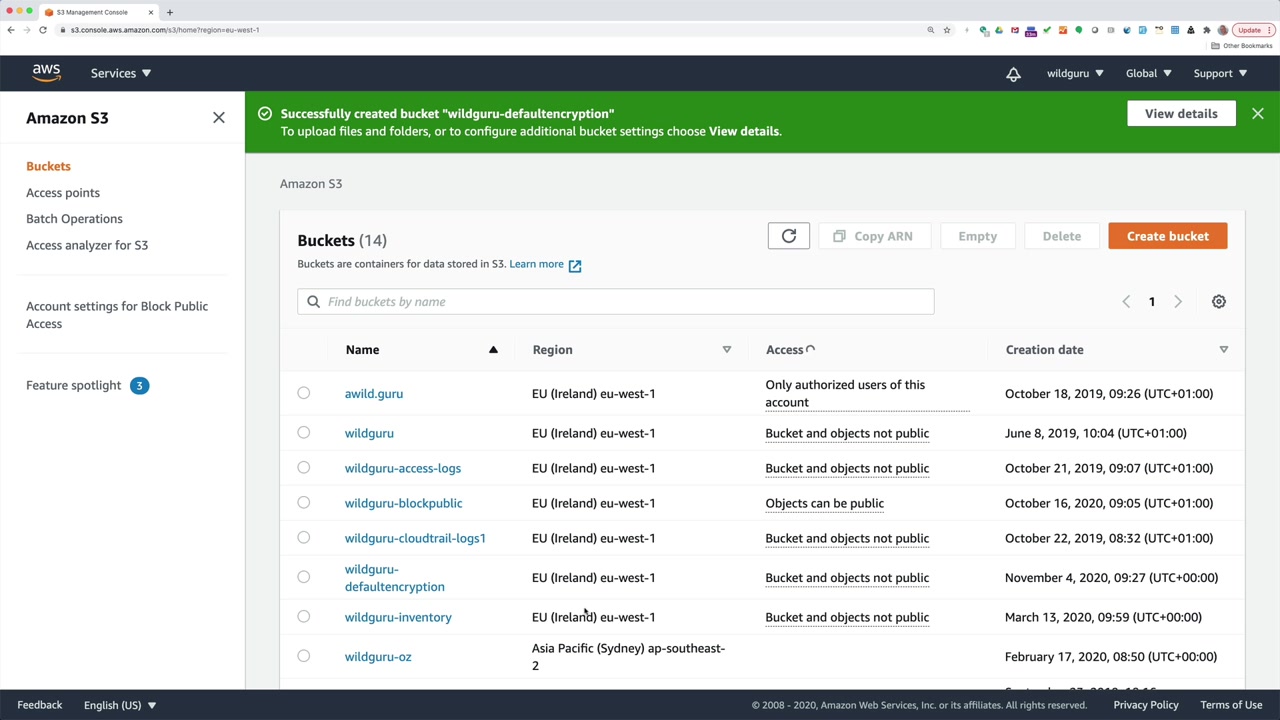 S3 Management Console
s3.console.aws.amazon.com/s3/home?region=eu-west-1
Update
Other Bookmarks
aws
Services
wildguru
Global
Support
Amazon S3
Successfully created bucket "wildguru-defaultencryption"
To upload files and folders, or to configure additional bucket settings choose View details.
View details
Buckets
Access points
Batch Operations
Access analyzer for S3
Account settings for Block Public
Access
Feature spotlight 3
Amazon S3
Buckets (14)
Copy ARN
Empty
Delete
Create bucket
Buckets are containers for data stored in S3. Learn more
Find buckets by name
1
Name Region Access Creation date
awild.guru EU (Ireland) eu-west-1 Only authorized users of this
account October 18, 2019, 09:26 (UTC+01:00)
wildguru EU (Ireland) eu-west-1 Bucket and objects not public June 8, 2019, 10:04 (UTC+01:00)
wildguru-access-logs EU (Ireland) eu-west-1 Bucket and objects not public October 21, 2019, 09:07 (UTC+01:00)
wildguru-blockpublic EU (Ireland) eu-west-1 Objects can be public October 16, 2020, 09:05 (UTC+01:00)
wildguru-cloudtrail-logs1 EU (Ireland) eu-west-1 Bucket and objects not public October 22, 2019, 08:32 (UTC+01:00)
wildguru-
defaultencryption EU (Ireland) eu-west-1 Bucket and objects not public November 4, 2020, 09:27 (UTC+00:00)
wildguru-inventory EU (Ireland) eu-west-1 Bucket and objects not public March 13, 2020, 09:59 (UTC+00:00)
wildguru-oz Asia Pacific (Sydney) ap-southeast-
2 February 17, 2020, 08:50 (UTC+00:00)
Feedback
English (US)
© 2008 - 2020, Amazon Web Services, Inc. or its affiliates. All rights reserved.
Privacy Policy
Terms of Use